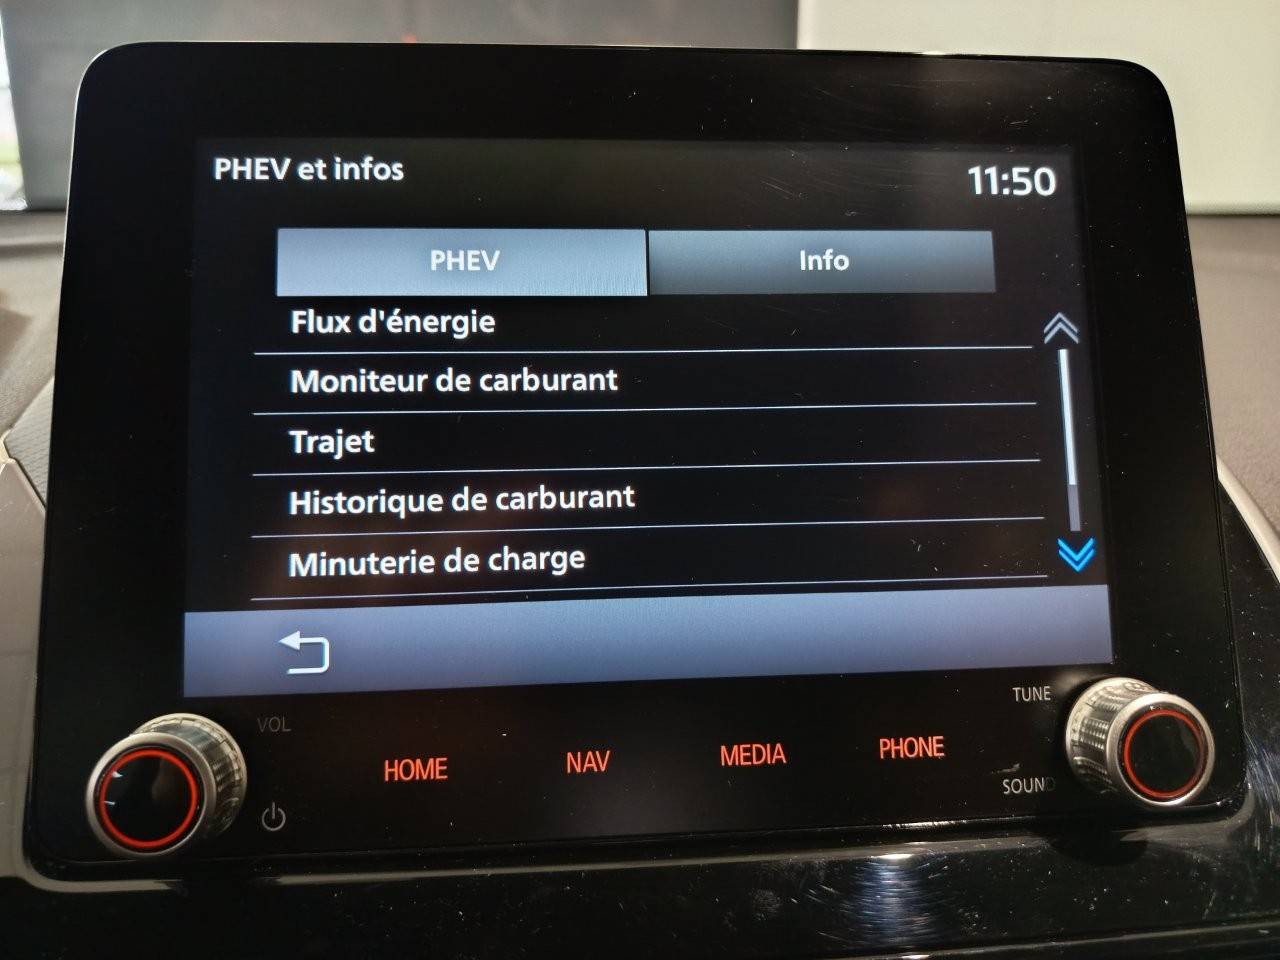 PHEV et infos
11:50
PHEV
Info
Flux d'énergie
Moniteur de carburant
Trajet
Historique de carburant
Minuterie de charge
VOL
TUNE
HOME
NAV
MEDIA
PHONE
SOUND